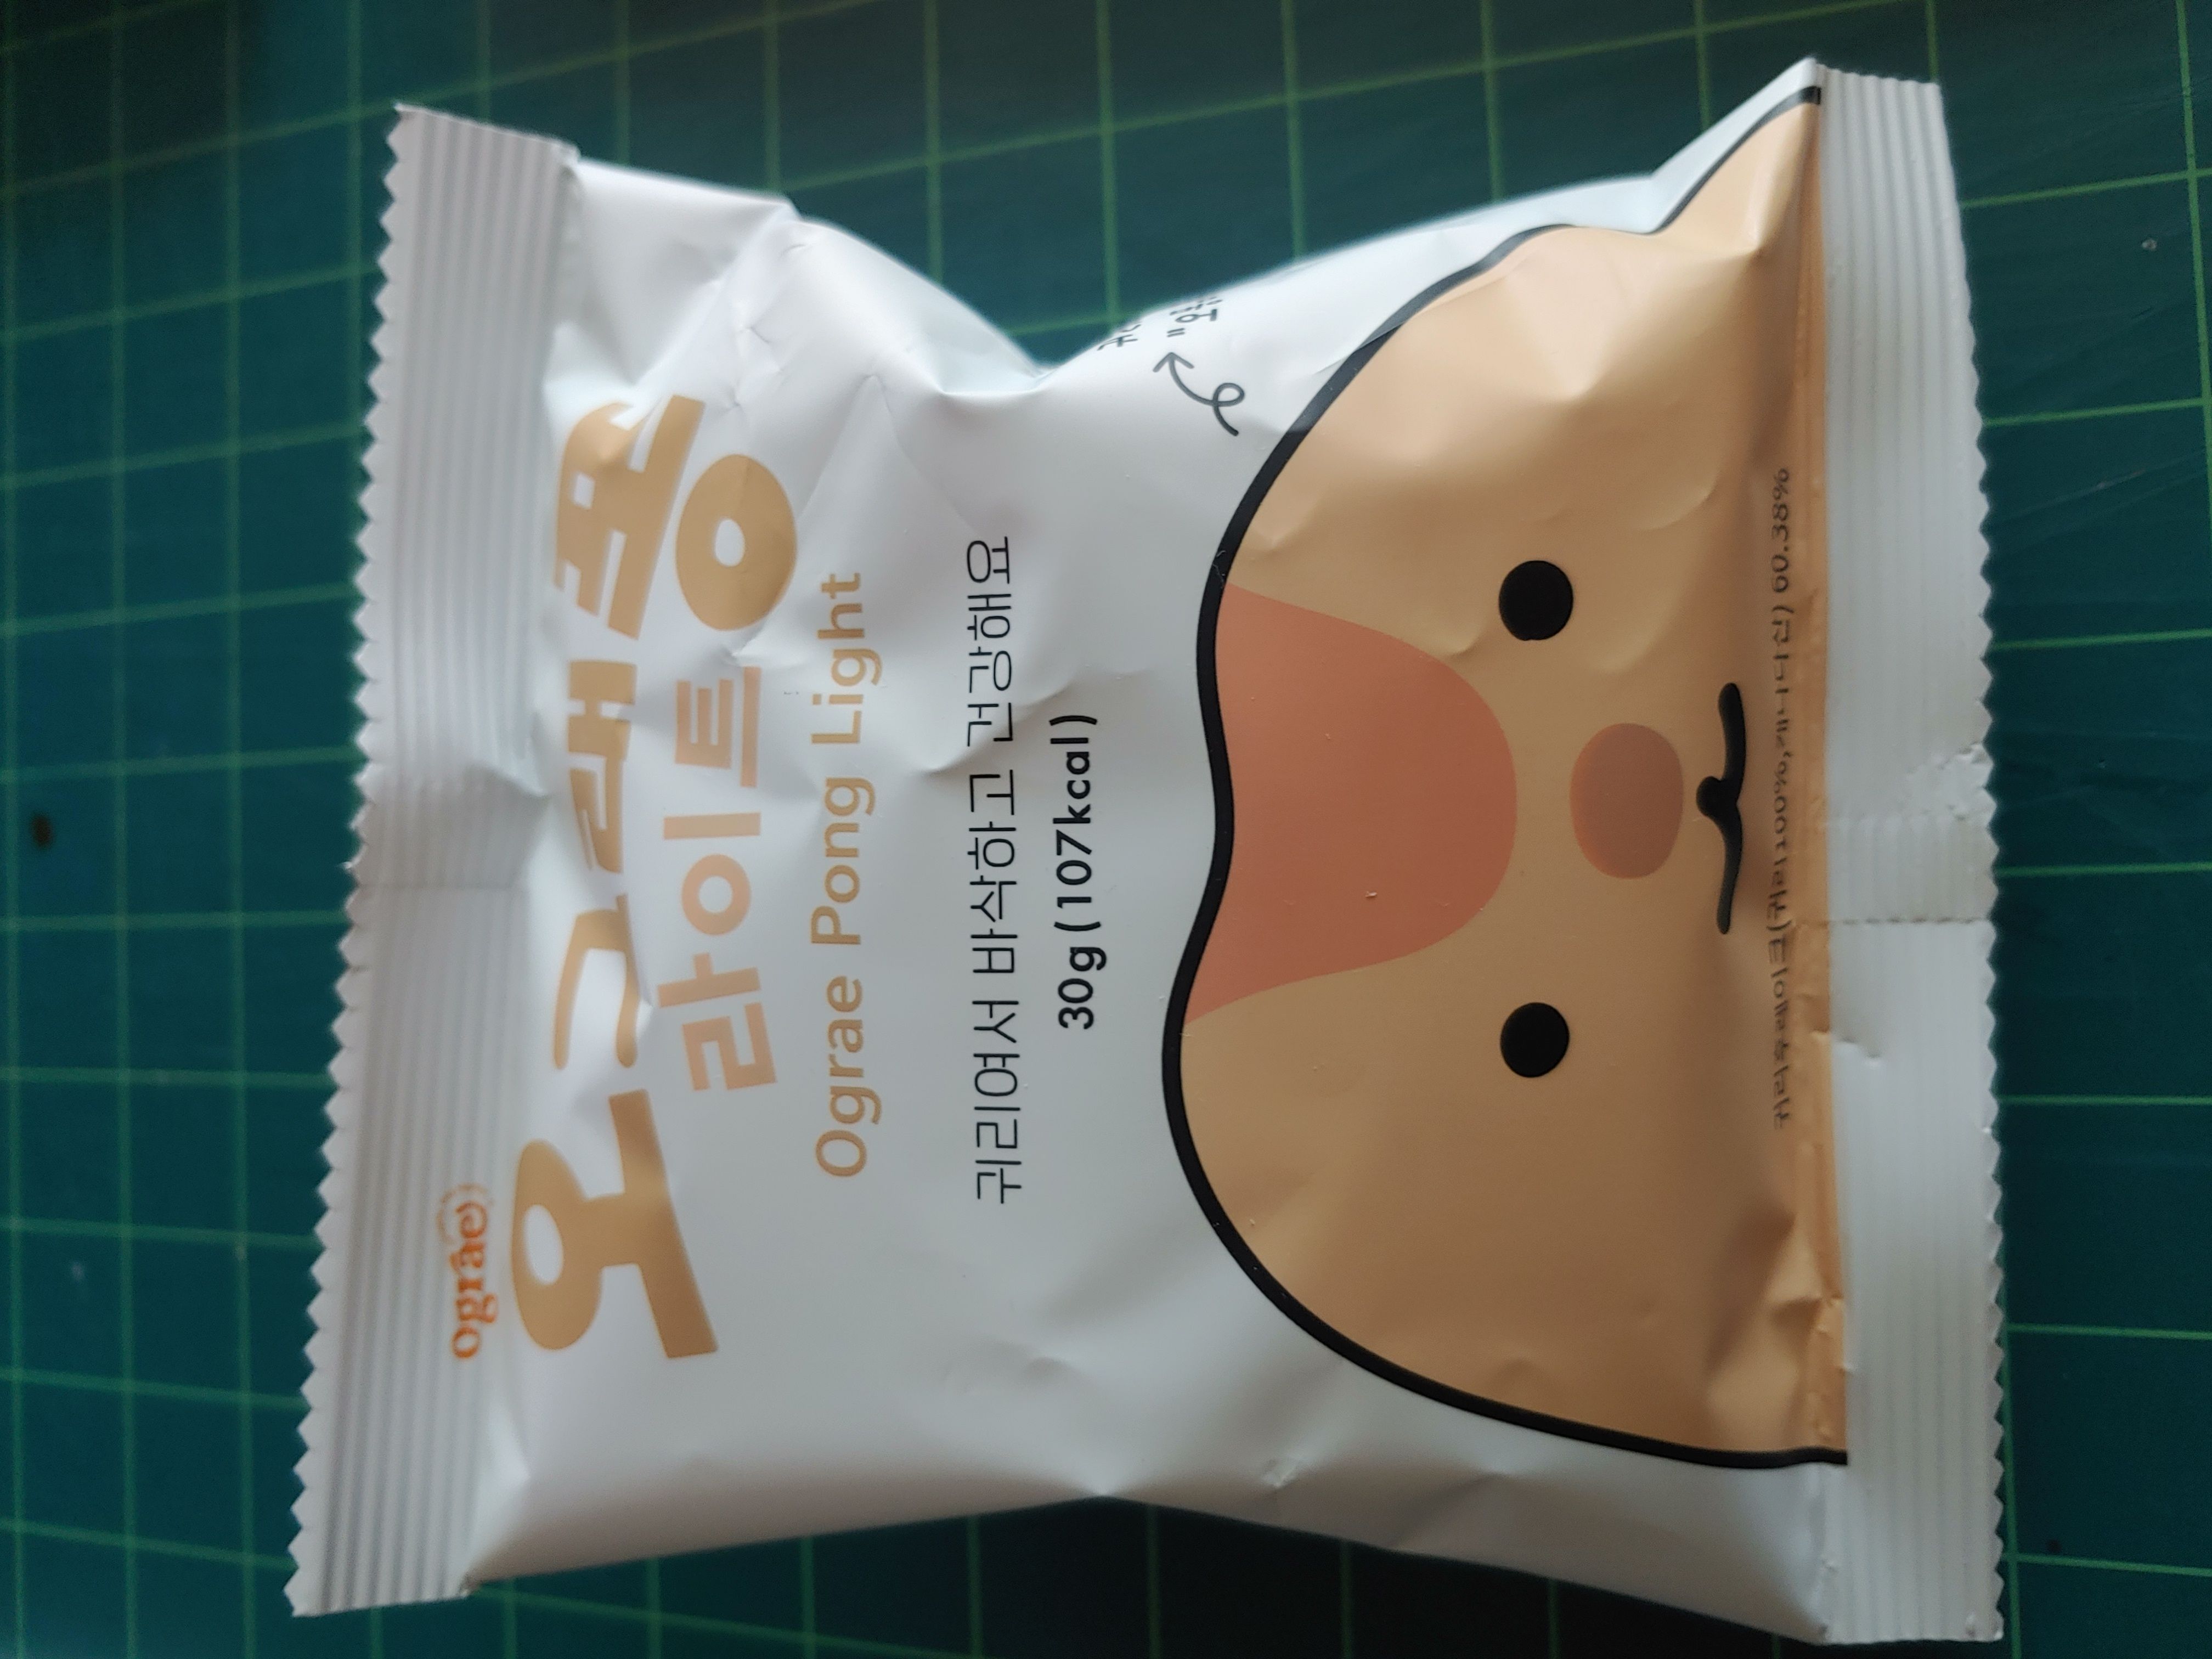 ograe
오그래퐁
라이트
Ograe Pong Light
귀리여서 바삭하고 건강해요
30g (107kcal)